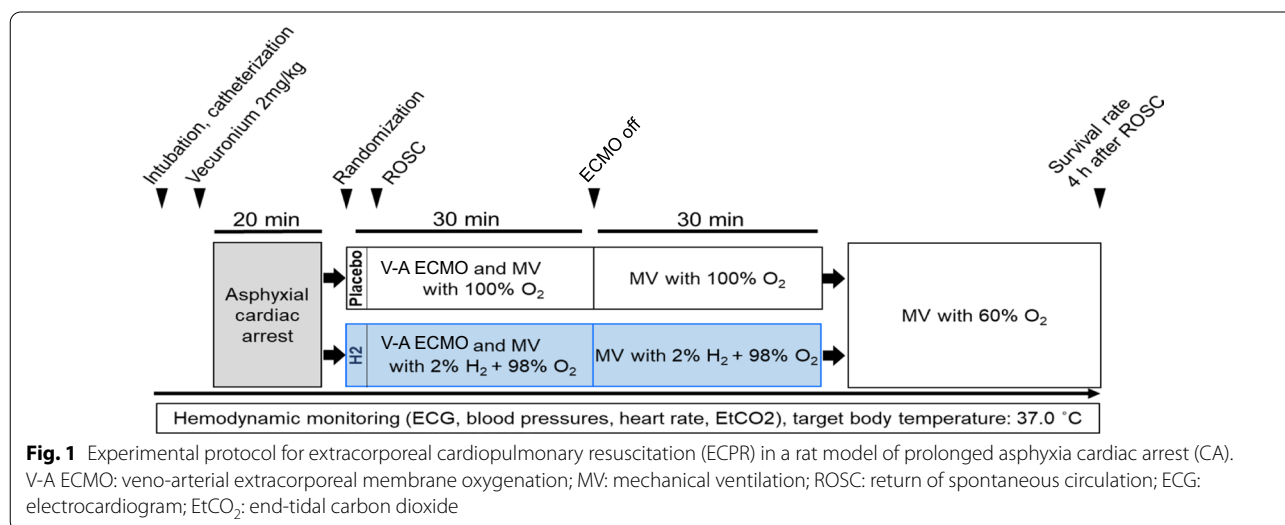 Intubation, catheterization
Vecuronium 2mg/kg
Randomization
ROSC
ECMO off
Survival rate
4 h after ROSC
20 min
30 min
30 min
Asphyxial
cardiac
arrest
Placebo
V-A ECMO and MV
with 100% O₂
MV with 100% O₂
H2
V-A ECMO and MV
with 2% H₂ + 98% O₂
MV with 2% H₂ + 98% O₂
MV with 60% O₂
Hemodynamic monitoring (ECG, blood pressures, heart rate, EtCO2), target body temperature: 37.0 ˚C
Fig. 1 Experimental protocol for extracorporeal cardiopulmonary resuscitation (ECPR) in a rat model of prolonged asphyxia cardiac arrest (CA).
V-A ECMO: veno-arterial extracorporeal membrane oxygenation; MV: mechanical ventilation; ROSC: return of spontaneous circulation; ECG:
electrocardiogram; EtCO₂: end-tidal carbon dioxide